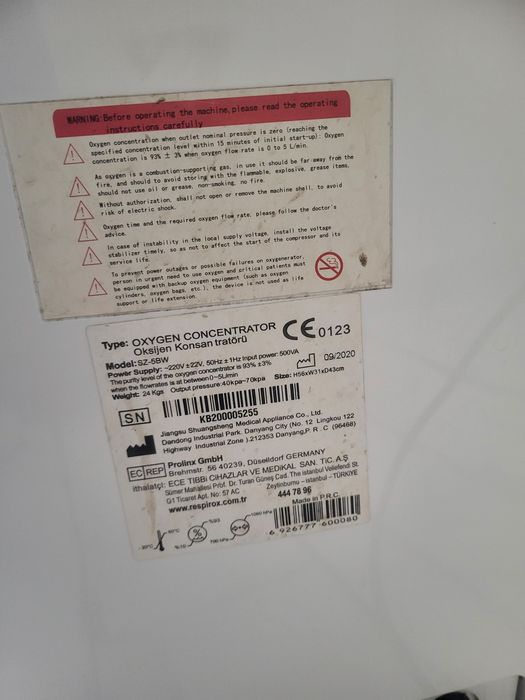 WARNING:Before operating the machine,please read the operating
instructions carefully
Oxygen concentration when outlet nominal pressure is zero (reaching the
specified concentration level within 15 minutes of initial start-up): Oxygen
concentration is 93% ± 3% when oxygen flow rate is 0 to 5 L/min.
As oxygen is a combustion-supporting gas, in use it should be far away from the
fire, and should to avoid storing with the flammable, explosive, grease items,
should not use oil or grease, non-smoking, no fire.
Without authorization, shall not open or remove the machine shell, to avoid
risk of electric shock.
Oxygen time and the required oxygen flow rate, please follow the doctor's
advice.
In case of instability in the local supply voltage, install the voltage
stabilizer timely, so as not to affect the start of the compressor and its
service life.
To prevent power outages or possible failures on oxygenerator,
person in urgent need to use oxygen and critical patients must
be equipped with backup oxygen equipment (such as oxygen
cylinders, oxygen bags, etc.), the device is not used as life
support or life extension.
Type: OXYGEN CONCENTRATOR CE 0123
Oksijen Konsan tratörü
Model: SZ-5BW
09/2020
Power Supply: ~220V ±22V, 50Hz ± 1Hz Input power: 500VA
The purity level of the oxygen concentrator is 93% ±3%
when the flowrates is at between0~5L/min
Weight: 24 Kgs Output pressure:40kpa~70kpa Size: H58xW31xD43cm
SN
KB200005255
Jiangsu Shuangsheng Medical Appliance Co., Ltd.
Dandong Industrial Park. Danyang City (No. 12 Lingkou 122
Highway Industrial Zone ).212353 Danyang,P. R .C (96468)
EC REP Prolinx GmbH
Brehmstr. 56 40239, Düseldorf GERMANY
ithalatçı: ECE TIBBİ CİHAZLAR VE MEDİKAL SAN. TİC. A.Ş
Sümer Mahallesi Prof. Dr. Turan Güneş Cad. The istanbul Veliefendi St.
G1 Ticaret Apt. No: 57 AC Zeytinburnu – istanbul – TÜRKİYE
www.respirox.com.tr 444 78 96
Made in P.R.C.
6 926777 600080